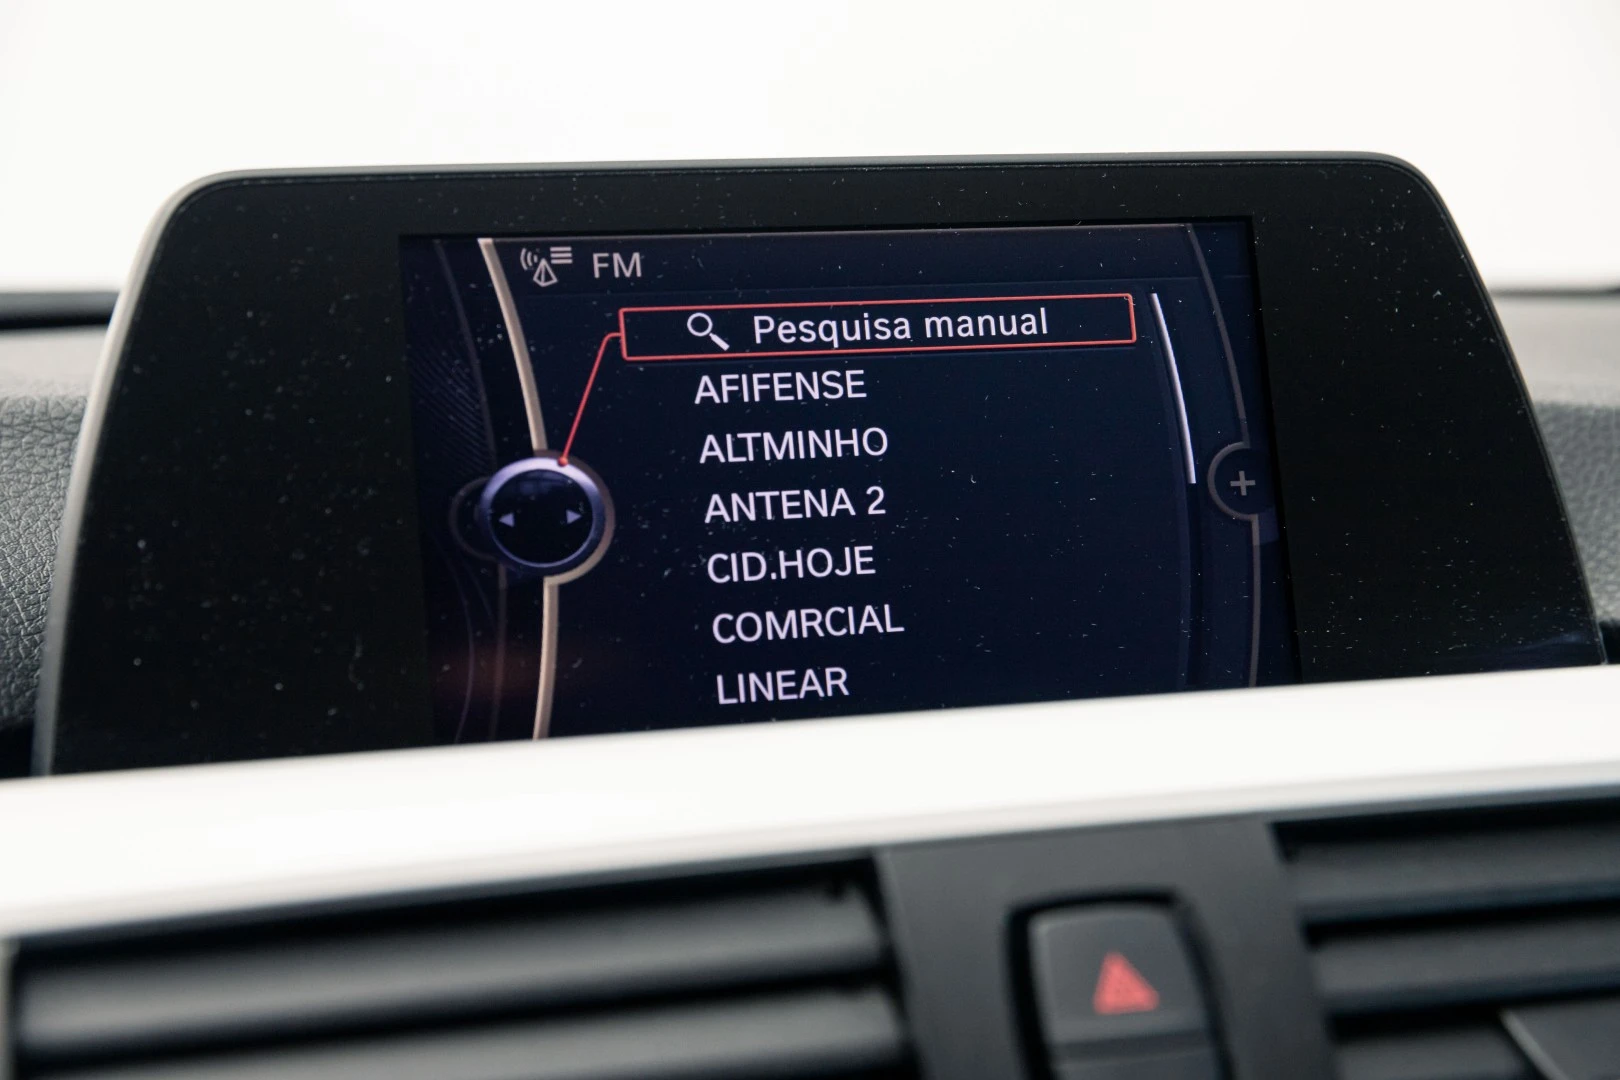 FM
Pesquisa manual
AFIFENSE
ALTMINHO
ANTENA 2
CID.HOJE
COMRCIAL
LINEAR